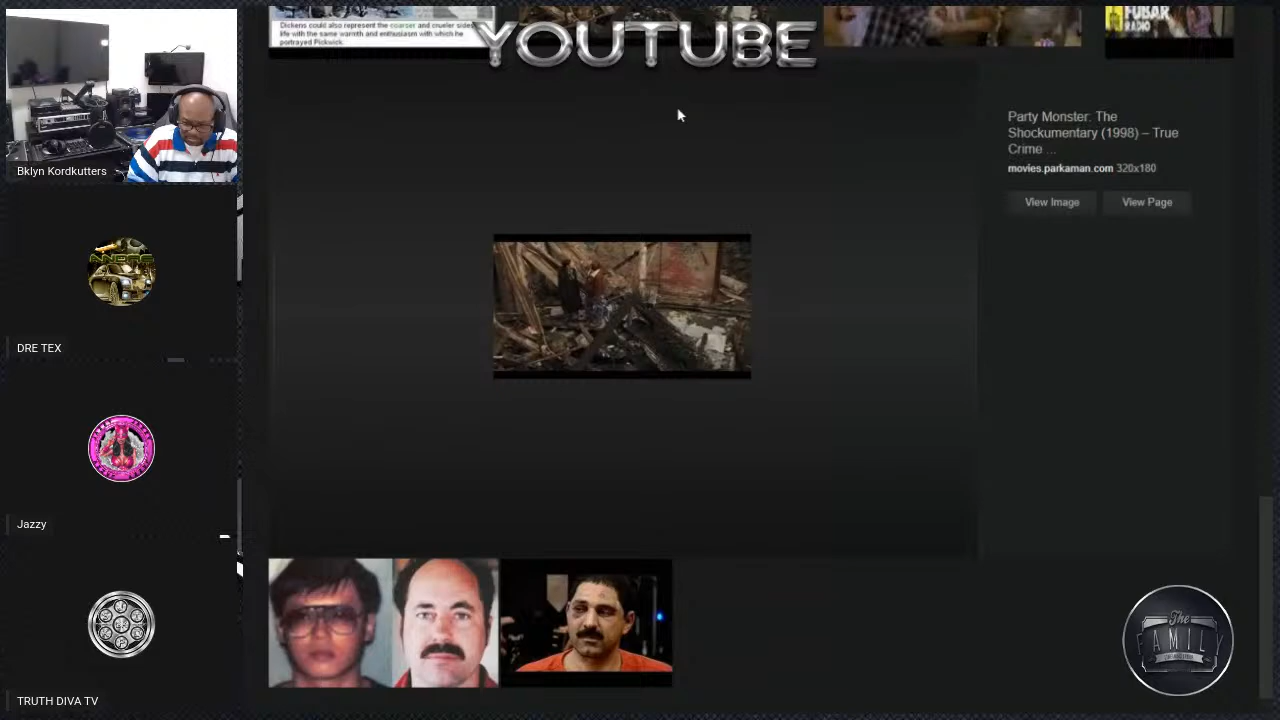 Dickens could also represent the coarser and crueler side
life with the same warmth and enthusiasm with which he
portrayed Pickwick.
YOUTUBE
FUBAR
RADIO
Party Monster: The
Shockumentary (1998) – True
Crime ...
movies.parkaman.com 320x180
View Image
View Page
Bklyn Kordkutters
DRE TEX
Jazzy
TRUTH DIVA TV
The
FAMILY